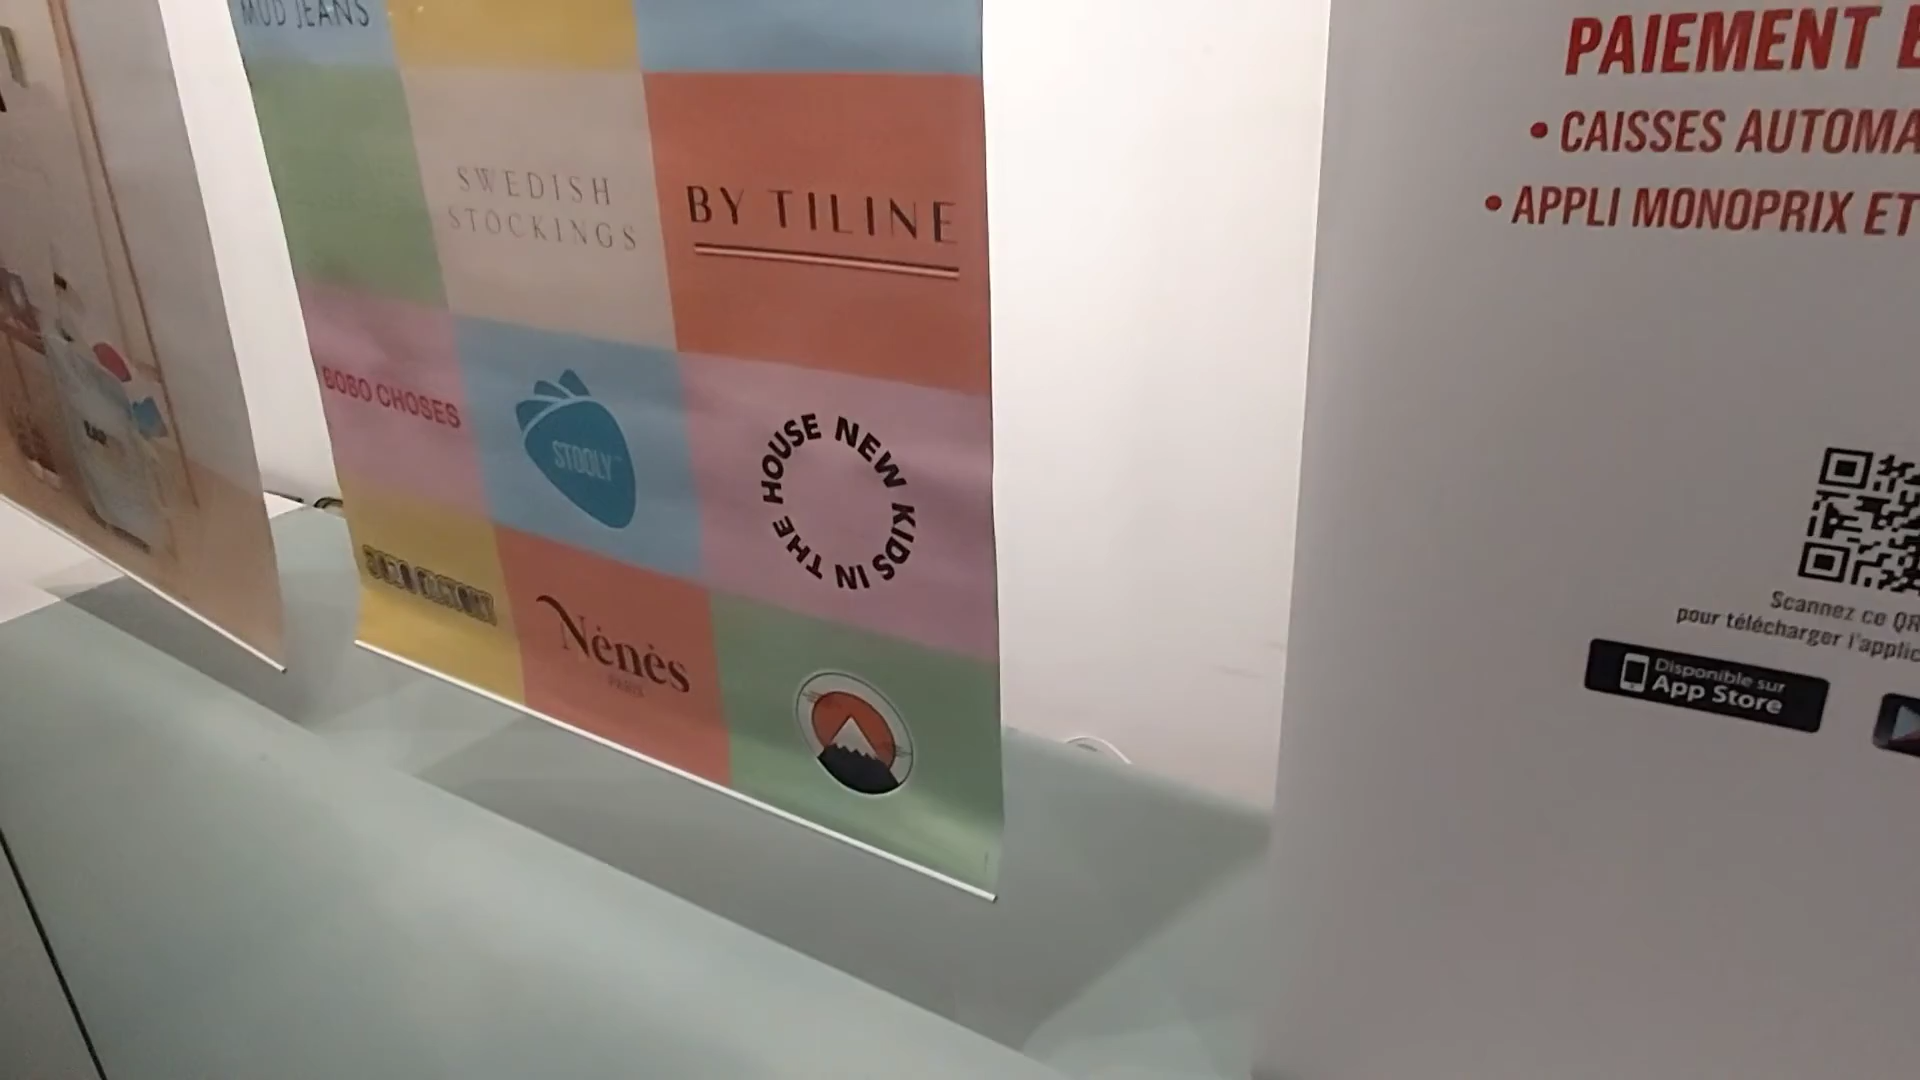 MUD JEANS
SWEDISH
STOCKINGS
BY TILINE
BOBO CHOSES
STOOLY
NEW KIDS IN THE HOUSE
Nénés
PARIS
PAIEMENT
• CAISSES AUTOMA
• APPLI MONOPRIX ET
Scannez ce QR
pour télécharger l'applic
Disponible sur
App Store